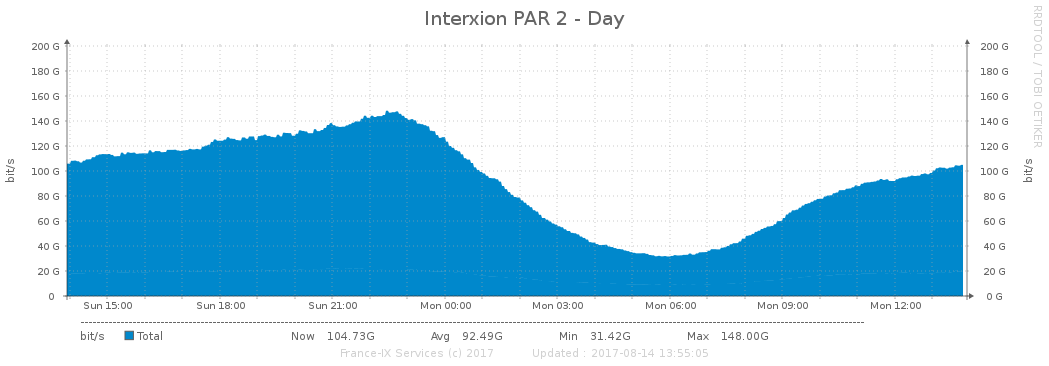 Interxion PAR 2 - Day
RRDTOOL / TOBI OETIKER
bit/s
200 G 200 G
180 G 180 G
160 G 160 G
140 G 140 G
120 G 120 G
100 G 100 G
80 G 80 G
60 G 60 G
40 G 40 G
20 G 20 G
0 0 G
bit/s
Sun 15:00 Sun 18:00 Sun 21:00 Mon 00:00 Mon 03:00 Mon 06:00 Mon 09:00 Mon 12:00
bit/s Total Now 104.73G Avg 92.49G Min 31.42G Max 148.00G
France-IX Services (c) 2017 Updated : 2017-08-14 13:55:05